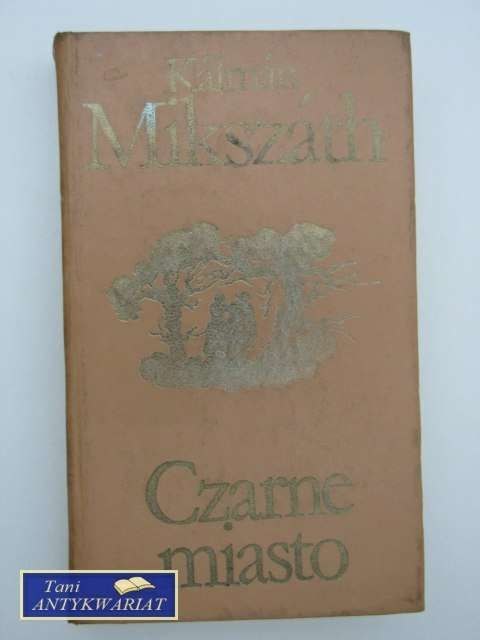 Kálmán
Mikszáth
Czarne
miasto
Tani
ANTYKWARIAT